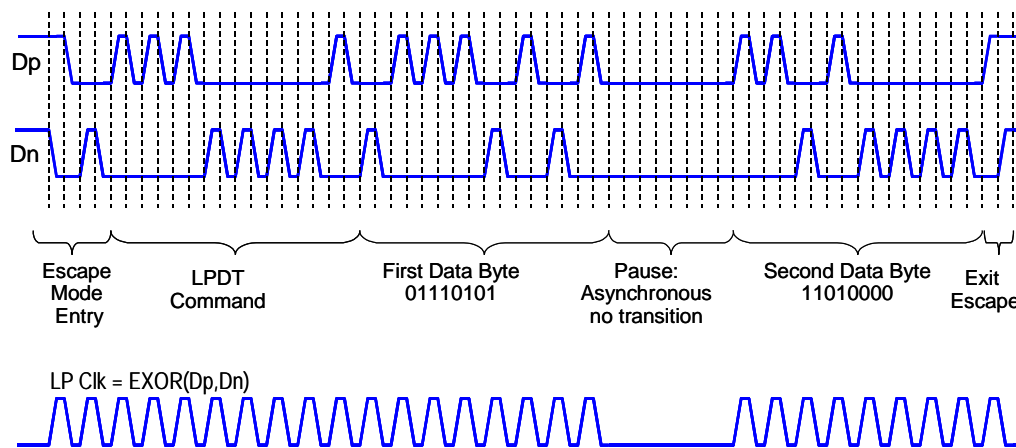 Dp
Dn
Escape
Mode
Entry
LPDT
Command
First Data Byte
01110101
Pause:
Asynchronous
no transition
Second Data Byte
11010000
Exit
Escape
LP Clk = EXOR(Dp,Dn)